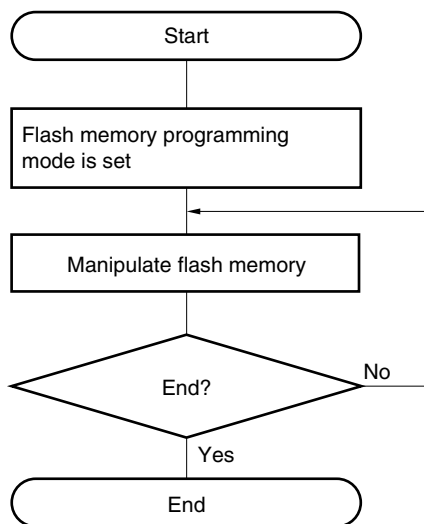 Start
Flash memory programming
mode is set
Manipulate flash memory
End?
No
Yes
End